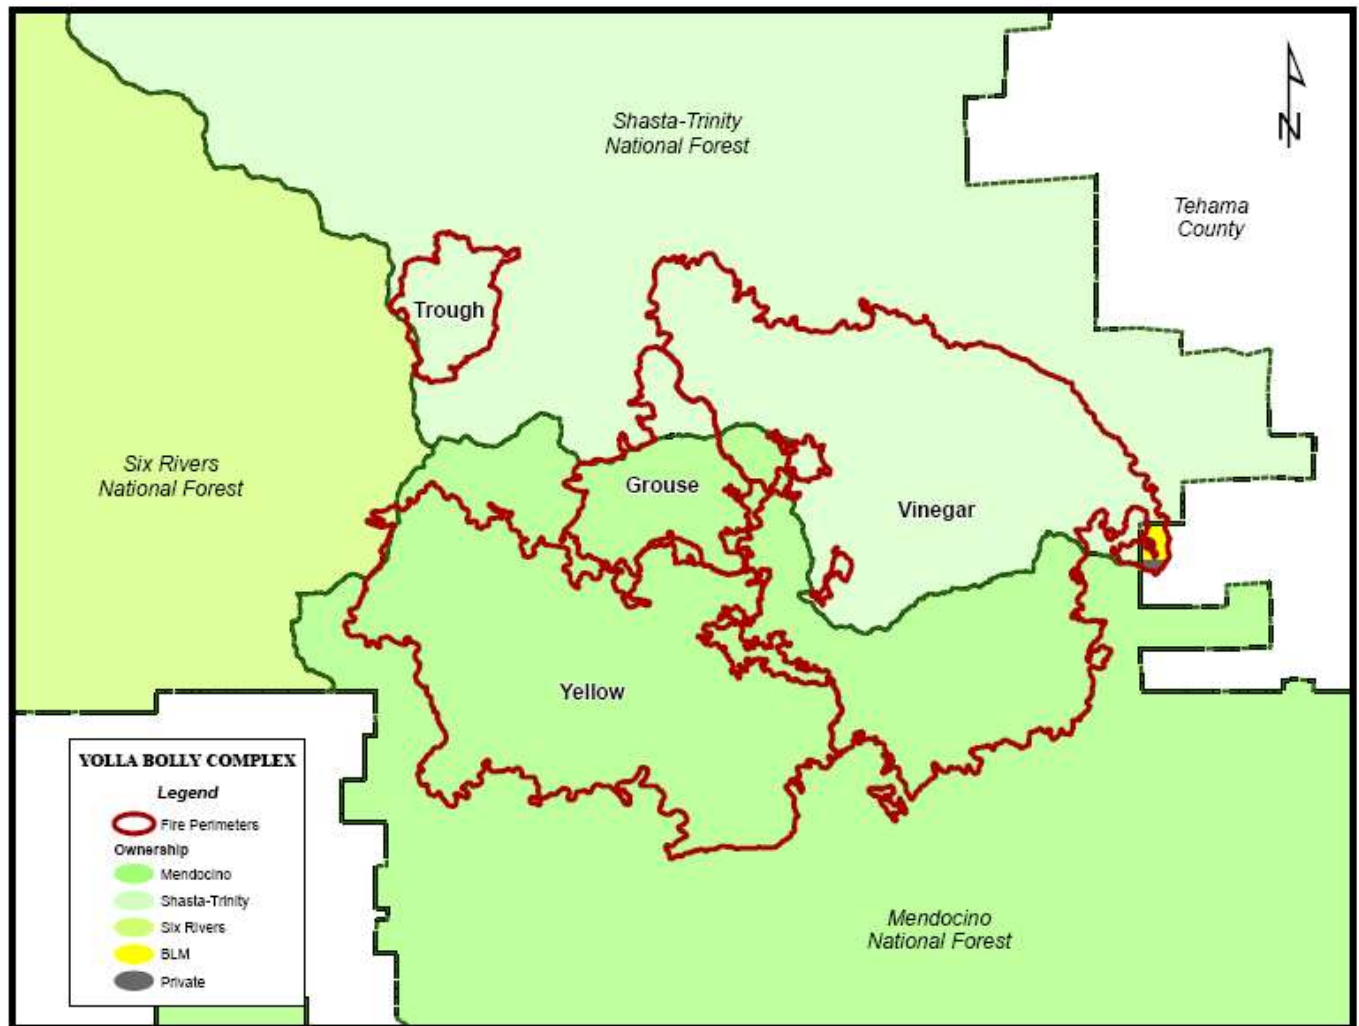 Shasta-Trinity
National Forest
N
Tehama
County
Trough
Six Rivers
National Forest
Grouse
Vinegar
Yellow
YOLLA BOLLY COMPLEX
Legend
Fire Perimeters
Ownership
Mendocino
Shasta-Trinity
Six Rivers
BLM
Private
Mendocino
National Forest